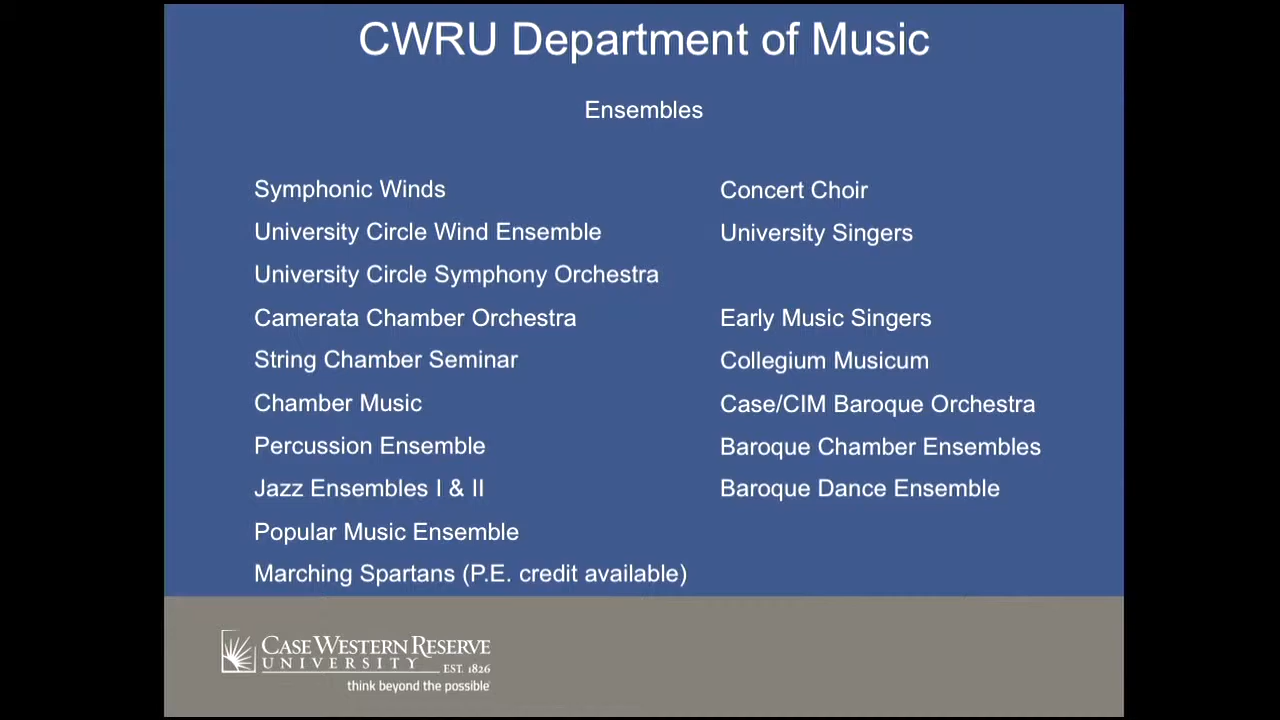 CWRU Department of Music
Ensembles
Symphonic Winds
University Circle Wind Ensemble
University Circle Symphony Orchestra
Camerata Chamber Orchestra
String Chamber Seminar
Chamber Music
Percussion Ensemble
Jazz Ensembles I & II
Popular Music Ensemble
Marching Spartans (P.E. credit available)
Concert Choir
University Singers
Early Music Singers
Collegium Musicum
Case/CIM Baroque Orchestra
Baroque Chamber Ensembles
Baroque Dance Ensemble
CASE WESTERN RESERVE
UNIVERSITY EST. 1826
think beyond the possible